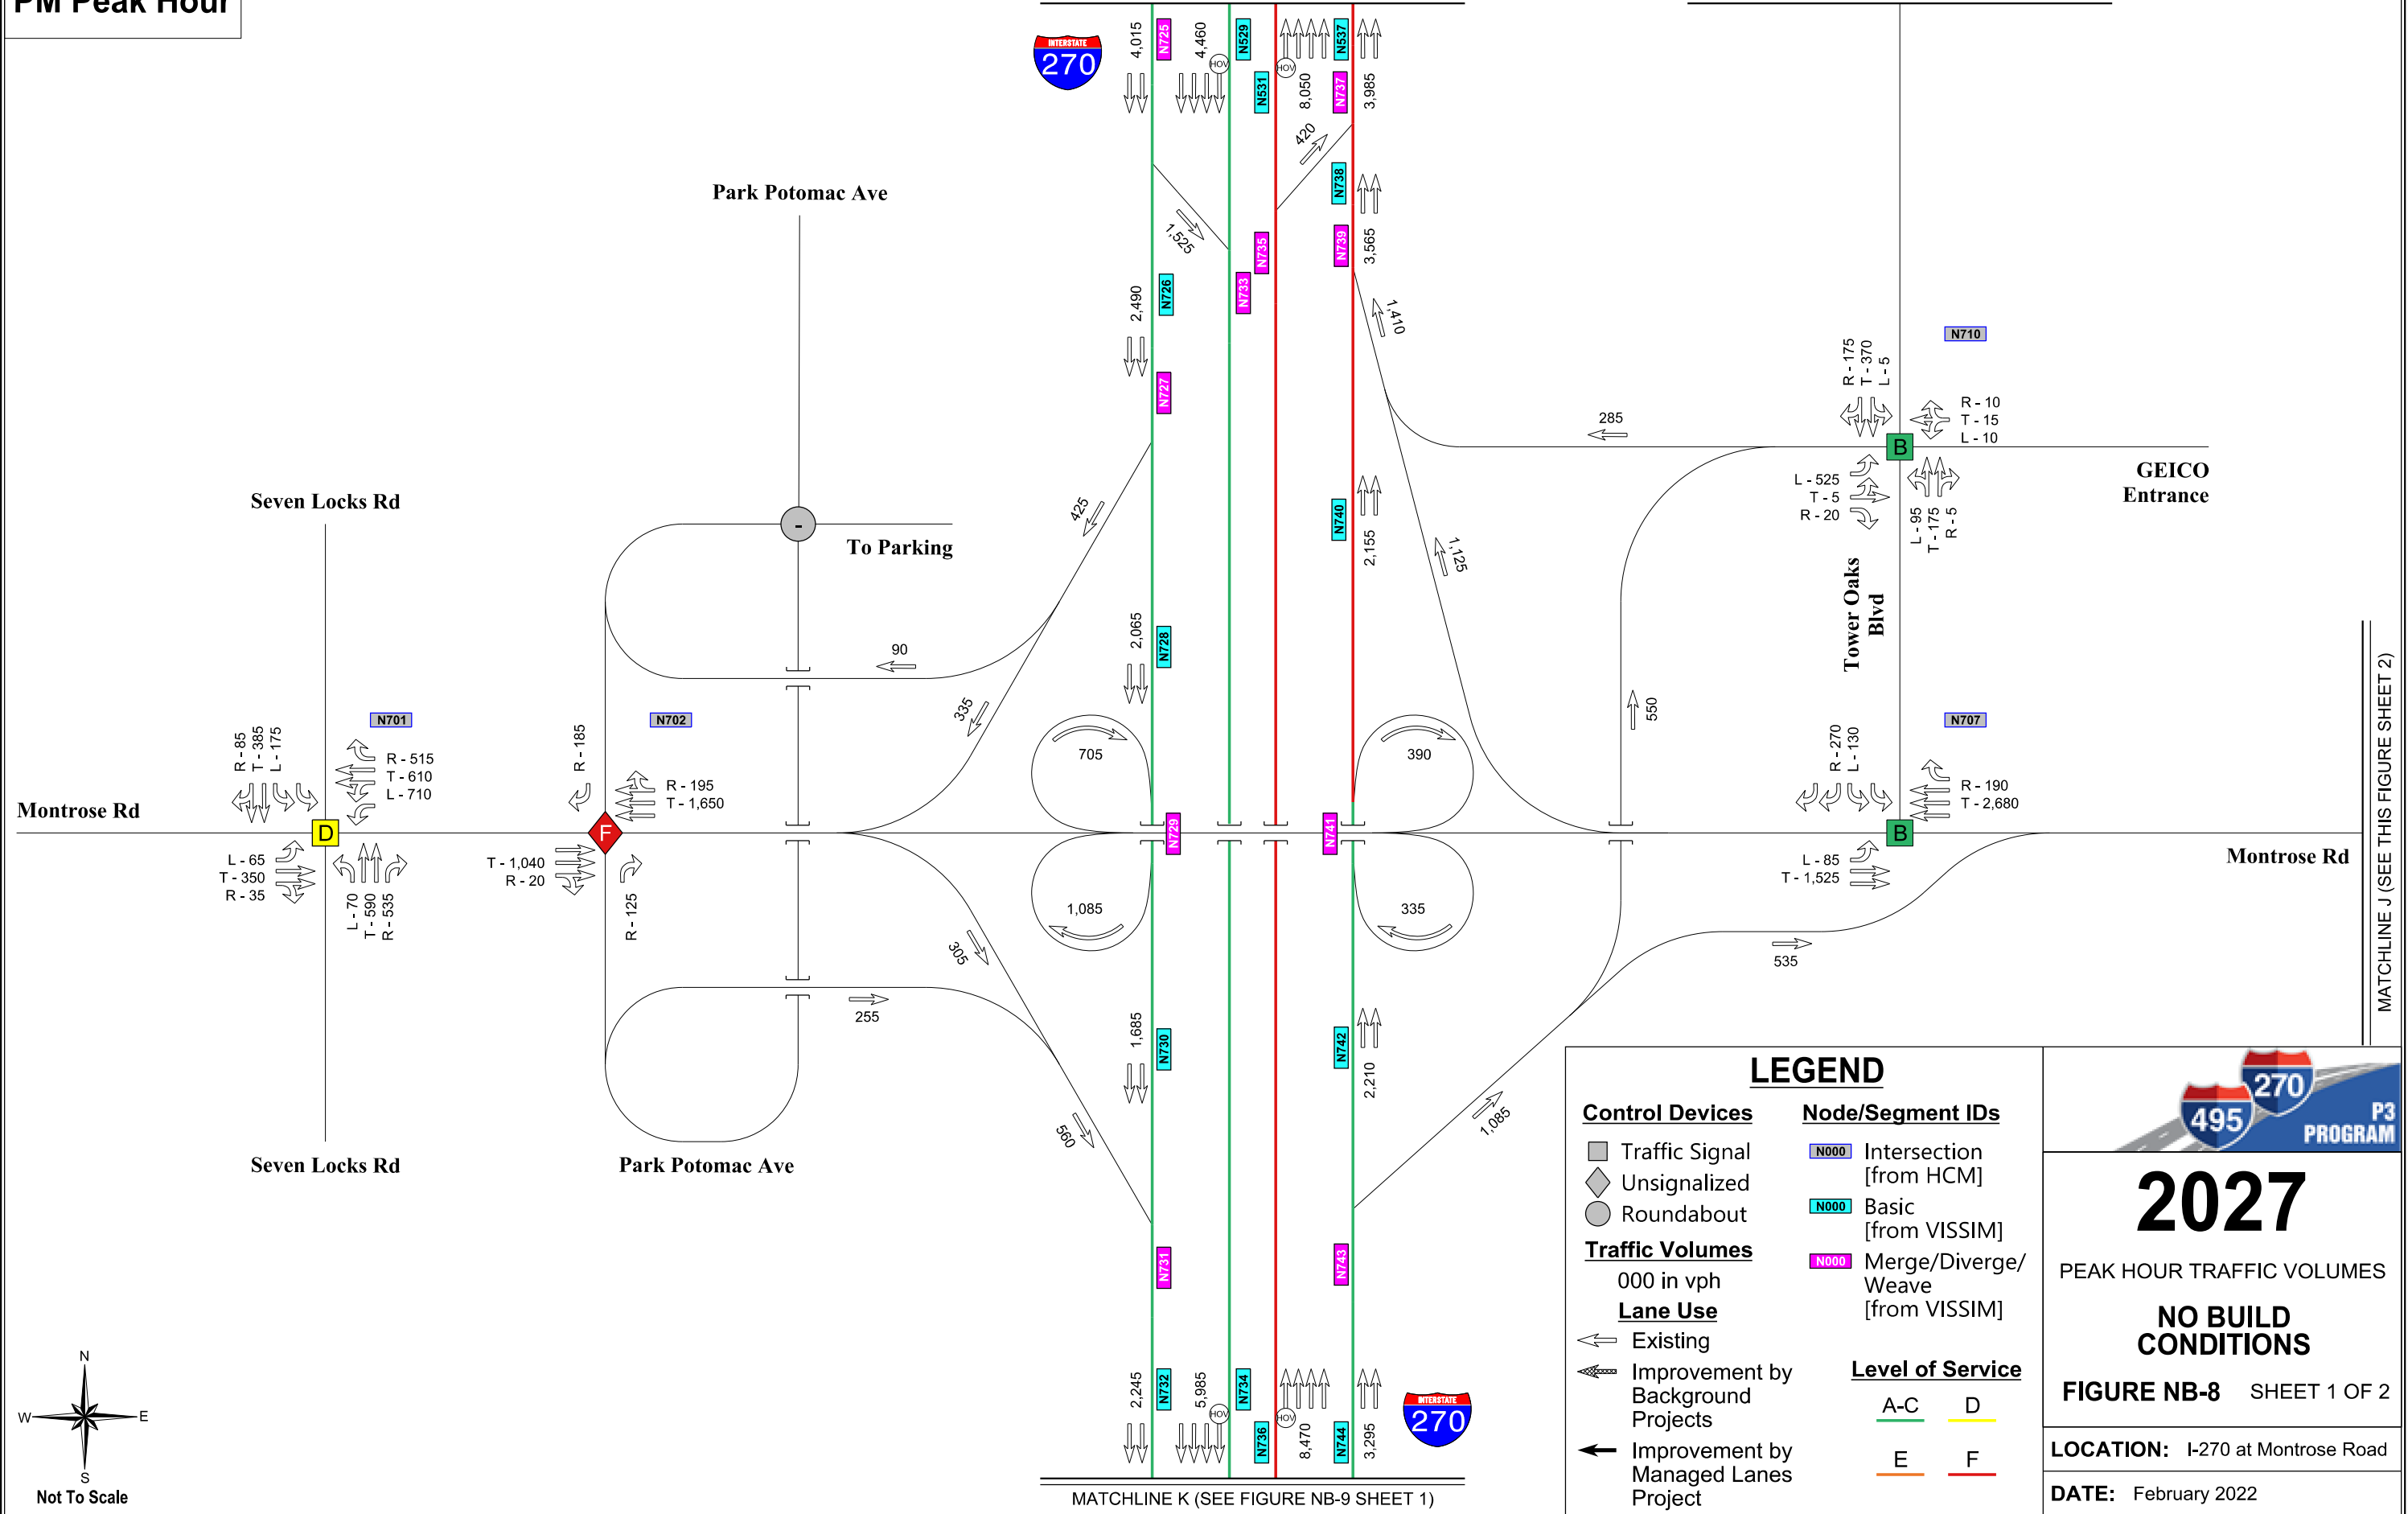 PM Peak Hour
INTERSTATE
270
4,015
N725
4,460
N529
HOV
N531
HOV
8,050
N537
N737
3,985
420
N738
1,525
N735
N739
3,565
N733
2,490
N726
N727
1,410
Park Potomac Ave
N710
R - 175
T - 370
L - 5
R - 10
T - 15
L - 10
285
B
GEICO
Entrance
L - 525
T - 5
R - 20
L - 95
T - 175
R - 5
Seven Locks Rd
-
To Parking
425
N740
2,155
1,125
Tower Oaks
Blvd
2,065
N728
90
335
550
MATCHLINE J (SEE THIS FIGURE SHEET 2)
N701
N702
N707
R - 85
T - 385
L - 175
R - 515
T - 610
L - 710
R - 185
R - 195
T - 1,650
705
390
R - 270
L - 130
R - 190
T - 2,680
Montrose Rd
D
F
N729
N741
B
Montrose Rd
L - 65
T - 350
R - 35
L - 70
T - 590
R - 535
T - 1,040
R - 20
R - 125
L - 85
T - 1,525
1,085
335
305
535
255
1,685
N730
N742
2,210
560
1,085
Seven Locks Rd
Park Potomac Ave
N731
N743
2,245
N732
5,985
N734
HOV
N736
HOV
8,470
N744
3,295
INTERSTATE
270
MATCHLINE K (SEE FIGURE NB-9 SHEET 1)
N
W
E
S
Not To Scale
LEGEND
Control Devices
Traffic Signal
Unsignalized
Roundabout
Traffic Volumes
000 in vph
Lane Use
Existing
Improvement by
Background
Projects
Improvement by
Managed Lanes
Project
Node/Segment IDs
N000
Intersection
[from HCM]
N000
Basic
[from VISSIM]
N000
Merge/Diverge/
Weave
[from VISSIM]
Level of Service
A-C
D
E
F
495
270
P3
PROGRAM
2027
PEAK HOUR TRAFFIC VOLUMES
NO BUILD
CONDITIONS
FIGURE NB-8 SHEET 1 OF 2
LOCATION: I-270 at Montrose Road
DATE: February 2022